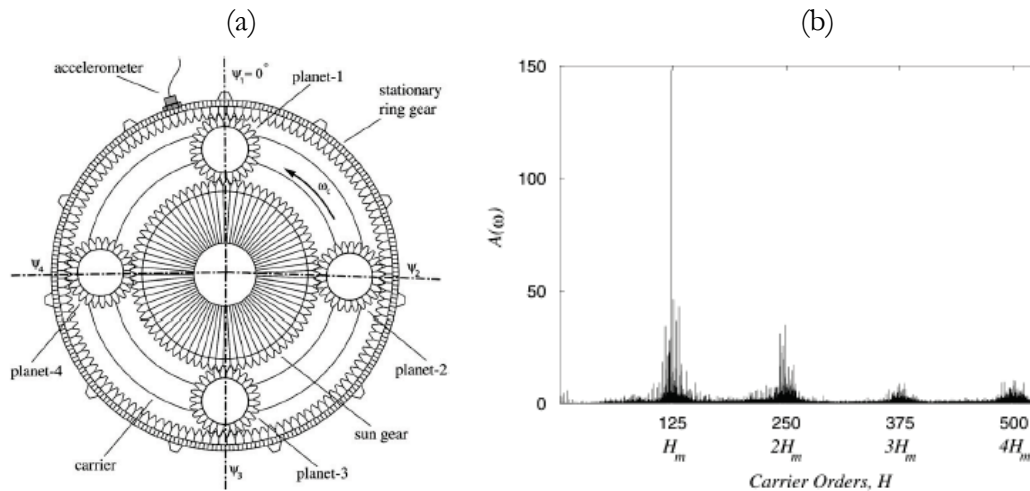 (a)
accelerometer
Ψ₁=0°
planet-1
stationary
ring gear
ω
Ψ₄
Ψ₂
planet-4
planet-2
carrier
sun gear
Ψ₃
planet-3
(b)
150
100
A(ω)
50
0
125 250 375 500
Hₘ 2Hₘ 3Hₘ 4Hₘ
Carrier Orders, H